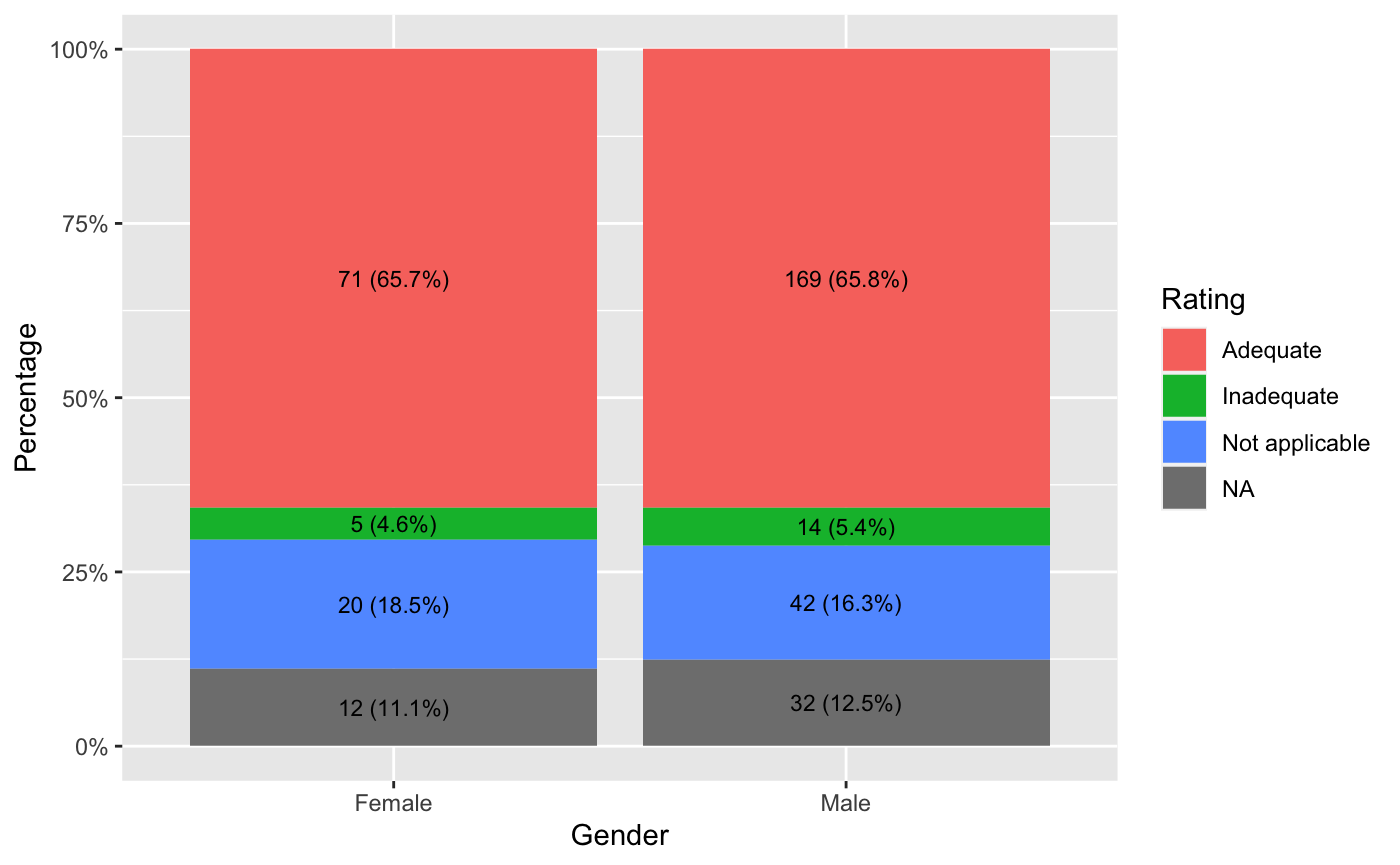 100%
75%
50%
25%
0%
Percentage
71 (65.7%)
169 (65.8%)
5 (4.6%)
14 (5.4%)
20 (18.5%)
42 (16.3%)
12 (11.1%)
32 (12.5%)
Female
Male
Gender
Rating
Adequate
Inadequate
Not applicable
NA